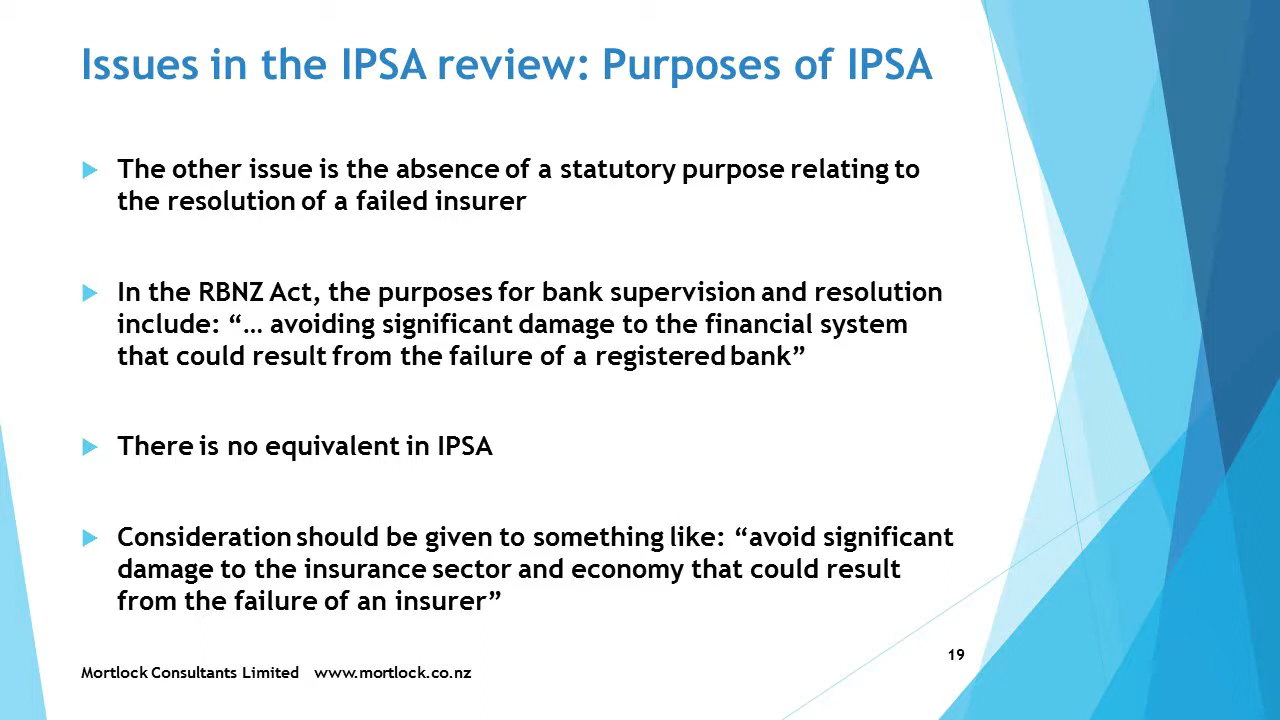 Issues in the IPSA review: Purposes of IPSA
The other issue is the absence of a statutory purpose relating to
the resolution of a failed insurer
In the RBNZ Act, the purposes for bank supervision and resolution
include: “… avoiding significant damage to the financial system
that could result from the failure of a registered bank”
There is no equivalent in IPSA
Consideration should be given to something like: “avoid significant
damage to the insurance sector and economy that could result
from the failure of an insurer”
19
Mortlock Consultants Limited www.mortlock.co.nz